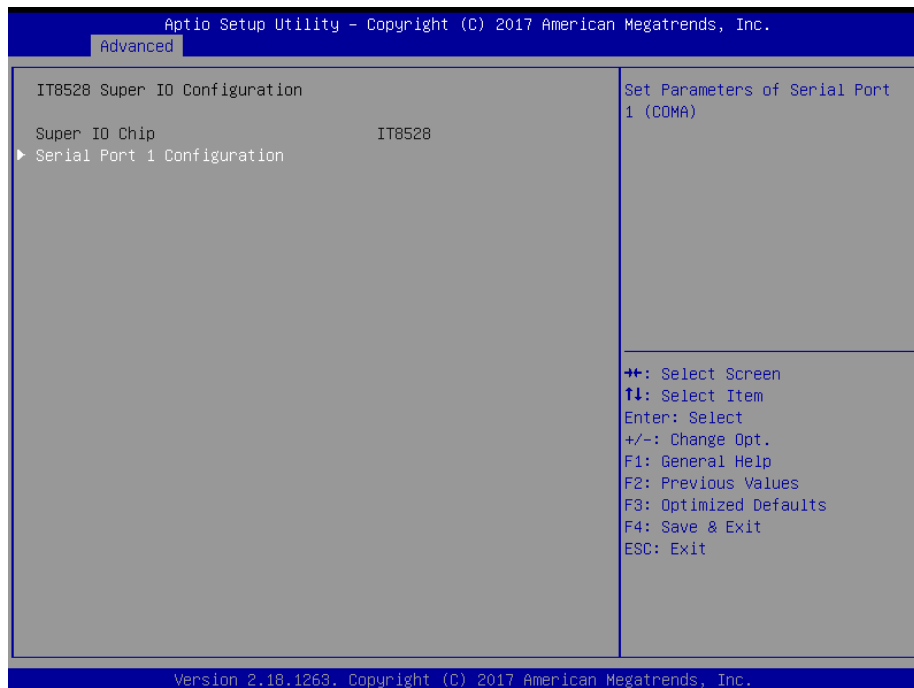 Aptio Setup Utility – Copyright (C) 2017 American Megatrends, Inc.
Advanced
IT8528 Super IO Configuration
Super IO Chip IT8528
Serial Port 1 Configuration
Set Parameters of Serial Port
1 (COMA)
→←: Select Screen
↑↓: Select Item
Enter: Select
+/-: Change Opt.
F1: General Help
F2: Previous Values
F3: Optimized Defaults
F4: Save & Exit
ESC: Exit
Version 2.18.1263. Copyright (C) 2017 American Megatrends, Inc.